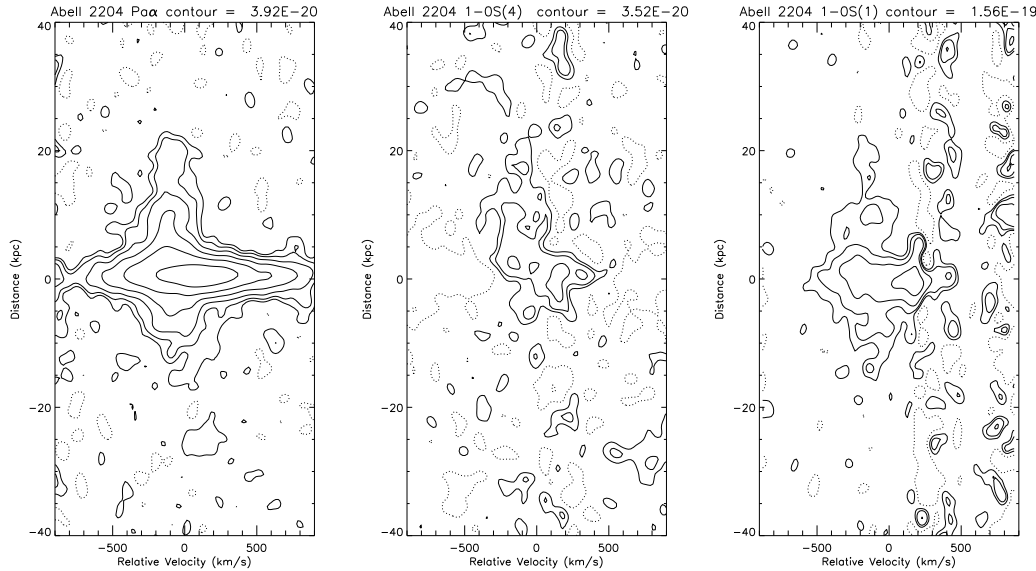 Abell 2204 Paα contour = 3.92E-20
40
20
0
−20
−40
Distance (kpc)
−500 0 500
Relative Velocity (km/s)
Abell 2204 1-0S(4) contour = 3.52E-20
40
20
0
−20
−40
Distance (kpc)
−500 0 500
Relative Velocity (km/s)
Abell 2204 1-0S(1) contour = 1.56E-19
40
20
0
−20
−40
Distance (kpc)
−500 0 500
Relative Velocity (km/s)